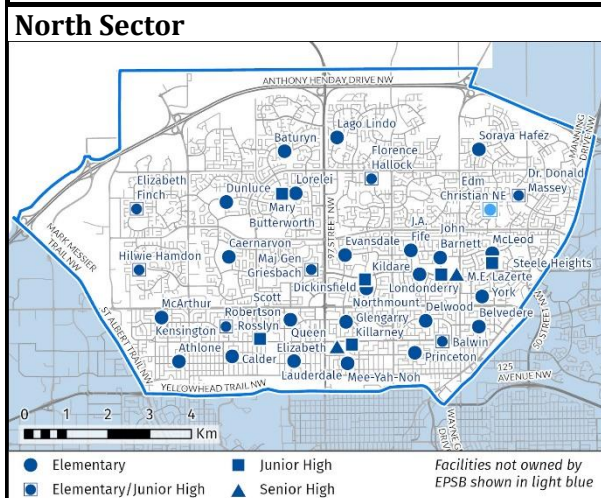 North Sector
ANTHONY HENDAY DRIVE NW
MANNING
DRIVE NW
Lago Lindo
Baturyn
Soraya Hafez
Florence
Hallock
Dr. Donald
Massey
Edm
Christian NE
Elizabeth
Finch
Dunluce
Lorelei
Mary
Butterworth
97 STREET NW
MARK MESSIER
TRAIL NW
Hilwie Hamdon
Caernarvon
Maj Gen
Griesbach
Evansdale
J.A.
Fife
John
Barnett
McLeod
Steele Heights
Kildare
Dickinsfield
Londonderry
M.E. LaZerte
Northmount
York
McArthur
Scott
Robertson
Glengarry
Delwood
Belvedere
Kensington
Rosslyn
Queen
Elizabeth
Killarney
Balwin
Athlone
Calder
Princeton
Lauderdale
Mee-Yah-Noh
ST ALBERT TRAIL NW
YELLOWHEAD TRAIL NW
50 STREET NW
125
AVENUE NW
WAYNE G
DRIVE
0 1 2 3 4
Km
Elementary
Junior High
Elementary/Junior High
Senior High
Facilities not owned by
EPSB shown in light blue